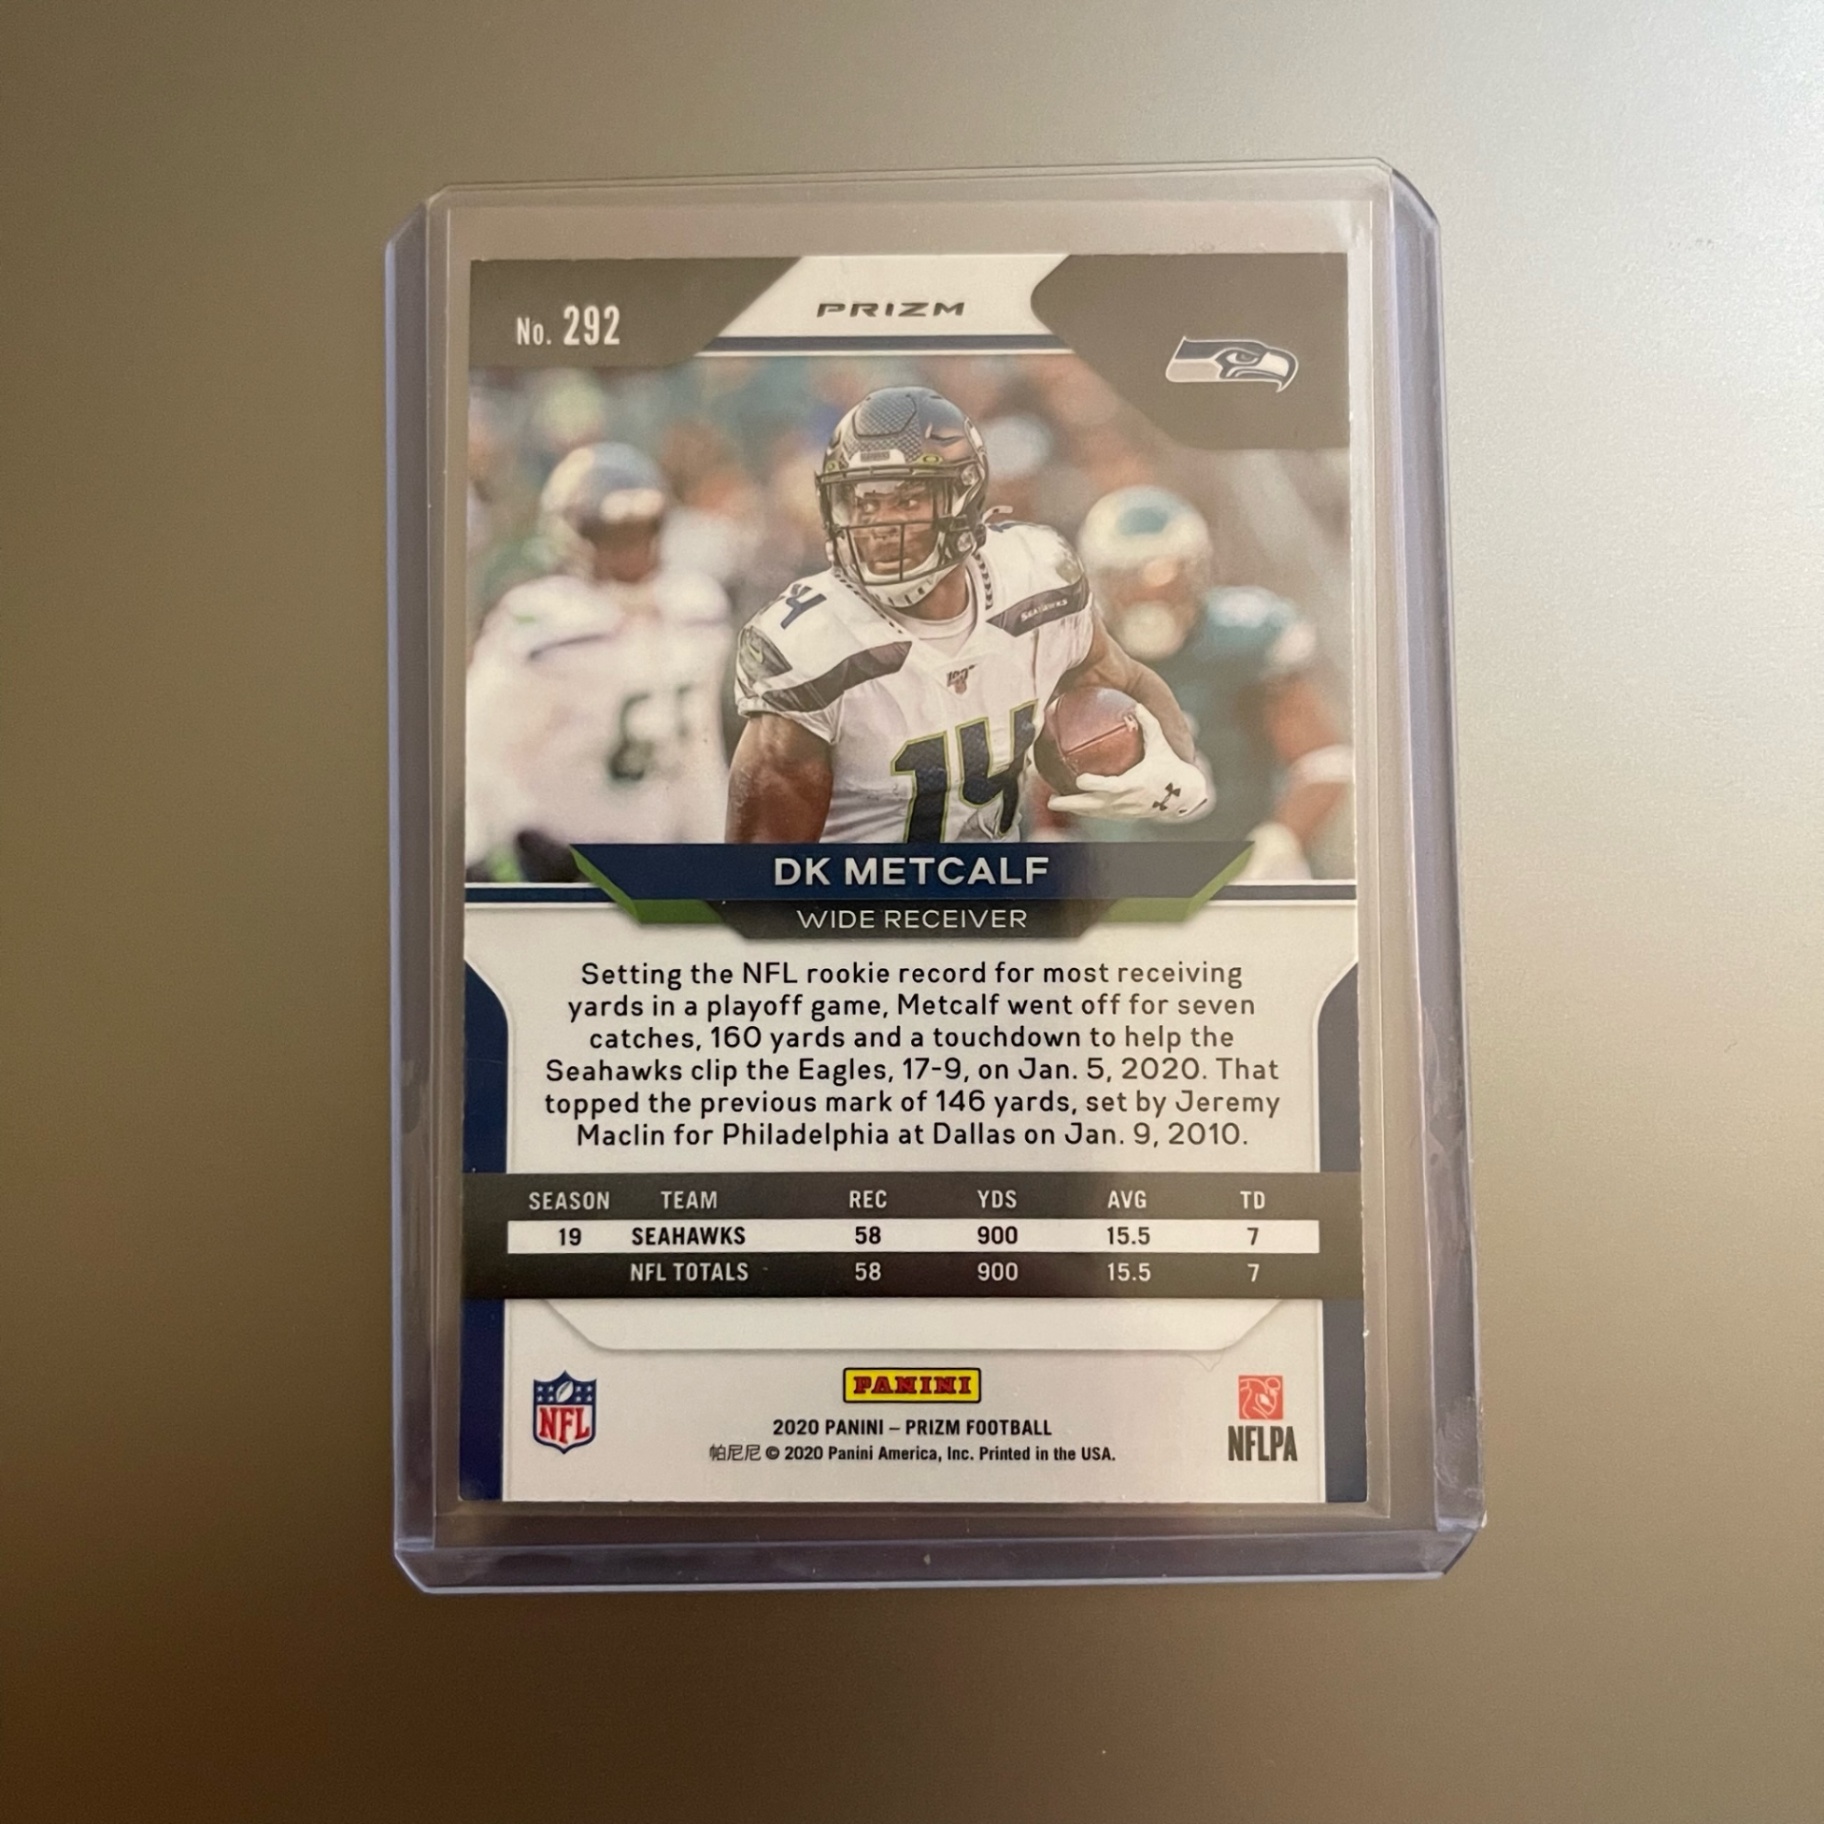 No. 292
PRIZM
14
SEAHAWKS
100
14
DK METCALF
WIDE RECEIVER
Setting the NFL rookie record for most receiving
yards in a playoff game, Metcalf went off for seven
catches, 160 yards and a touchdown to help the
Seahawks clip the Eagles, 17-9, on Jan. 5, 2020. That
topped the previous mark of 146 yards, set by Jeremy
Maclin for Philadelphia at Dallas on Jan. 9, 2010.
SEASON TEAM REC YDS AVG TD
19 SEAHAWKS 58 900 15.5 7
NFL TOTALS 58 900 15.5 7
NFL
PANINI
NFLPA
2020 PANINI – PRIZM FOOTBALL
帕尼尼 © 2020 Panini America, Inc. Printed in the USA.